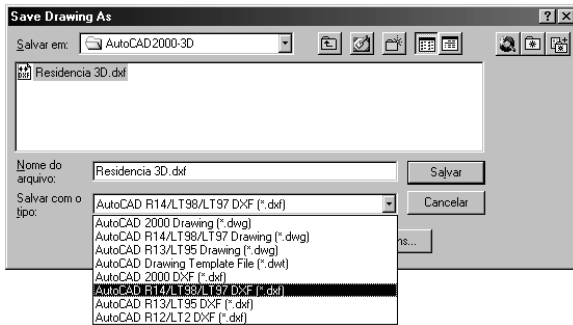 Save Drawing As
Salvar em: AutoCAD2000-3D
Residencia 3D.dxf
Nome do arquivo: Residencia 3D.dxf Salvar
Salvar com o tipo: AutoCAD R14/LT98/LT97 DXF (*.dxf) Cancelar
AutoCAD 2000 Drawing (*.dwg)
AutoCAD R14/LT98/LT97 Drawing (*.dwg)
AutoCAD R13/LT95 Drawing (*.dwg)
AutoCAD Drawing Template File (*.dwt)
AutoCAD 2000 DXF (*.dxf)
AutoCAD R14/LT98/LT97 DXF (*.dxf)
AutoCAD R13/LT95 DXF (*.dxf)
AutoCAD R12/LT2 DXF (*.dxf)